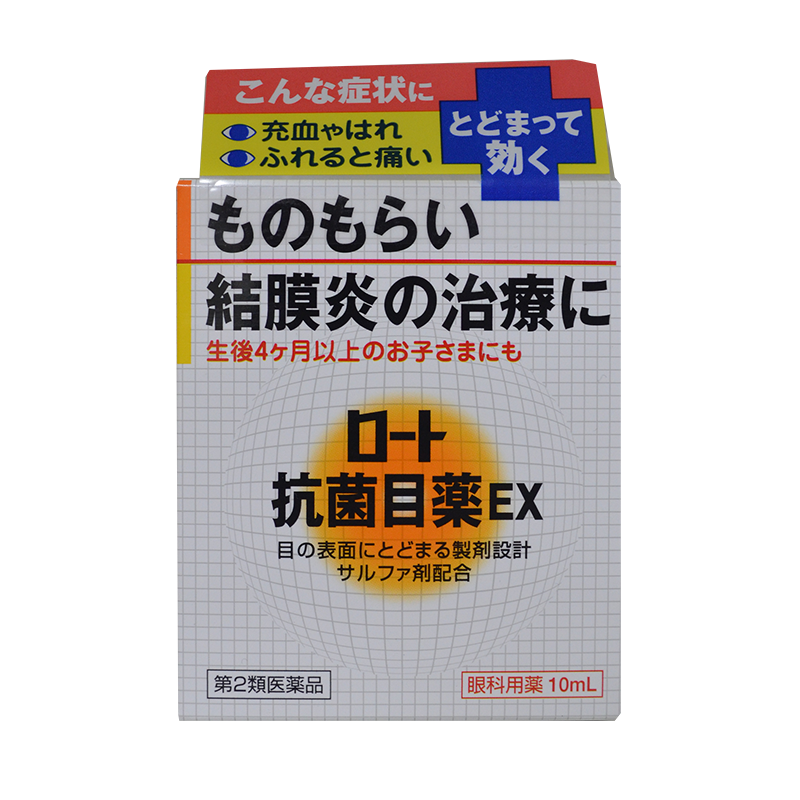 こんな症状に
充血やはれ
ふれると痛い
とどまって
効く
ものもらい
結膜炎の治療に
生後4ヶ月以上のお子さまにも
ロート
抗菌目薬EX
目の表面にとどまる製剤設計
サルファ剤配合
第2類医薬品
眼科用薬 10mL